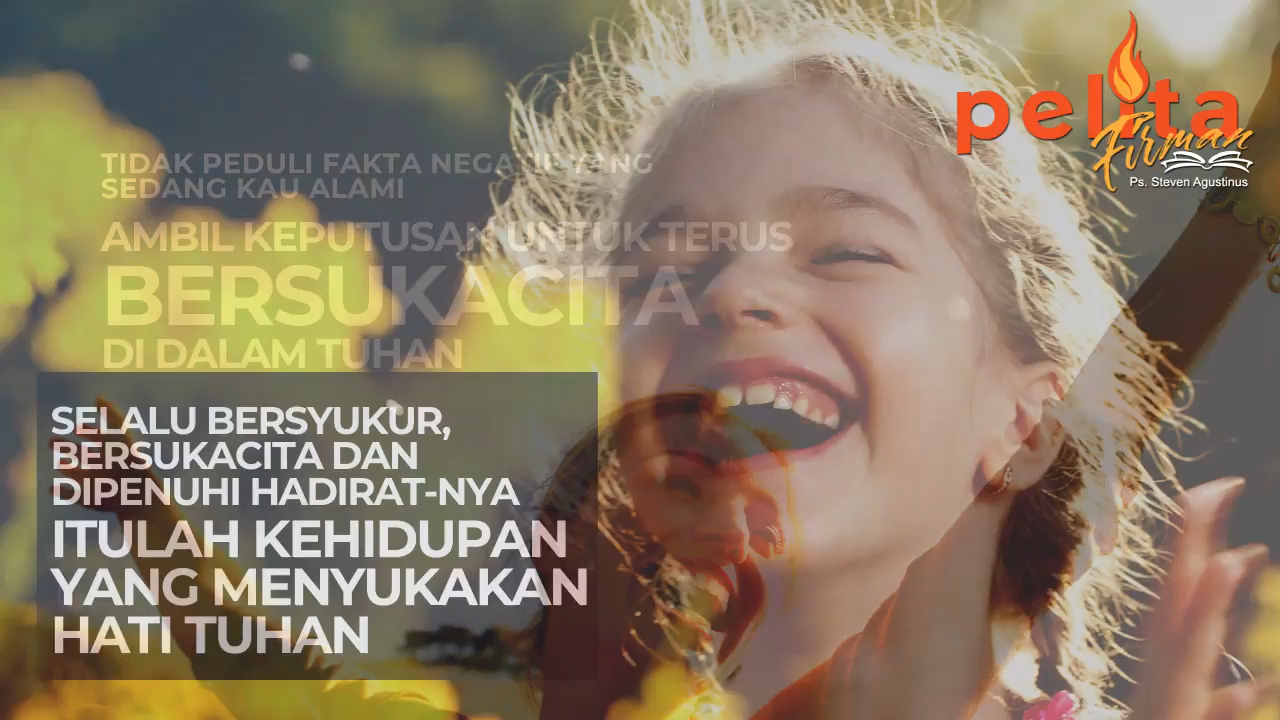 pelita
Firman
Ps. Steven Agustinus
TIDAK PEDULI FAKTA NEGATIF YANG
SEDANG KAU ALAMI
AMBIL KEPUTUSAN UNTUK TERUS
BERSUKACITA
DI DALAM TUHAN
SELALU BERSYUKUR,
BERSUKACITA DAN
DIPENUHI HADIRAT-NYA
ITULAH KEHIDUPAN
YANG MENYUKAKAN
HATI TUHAN